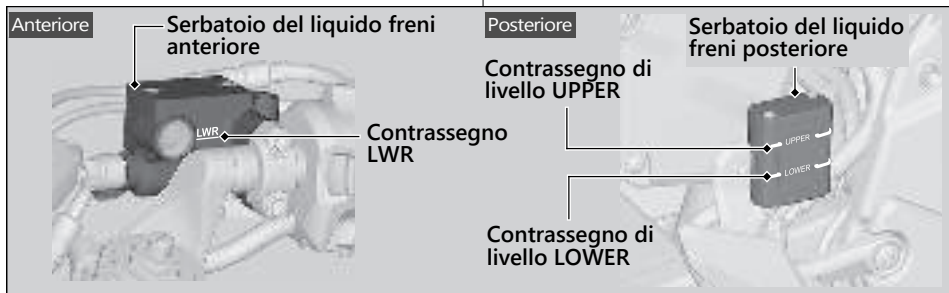 Anteriore
Serbatoio del liquido freni
anteriore
LWR
Contrassegno
LWR
Posteriore
Serbatoio del liquido
freni posteriore
Contrassegno di
livello UPPER
UPPER
LOWER
Contrassegno di
livello LOWER